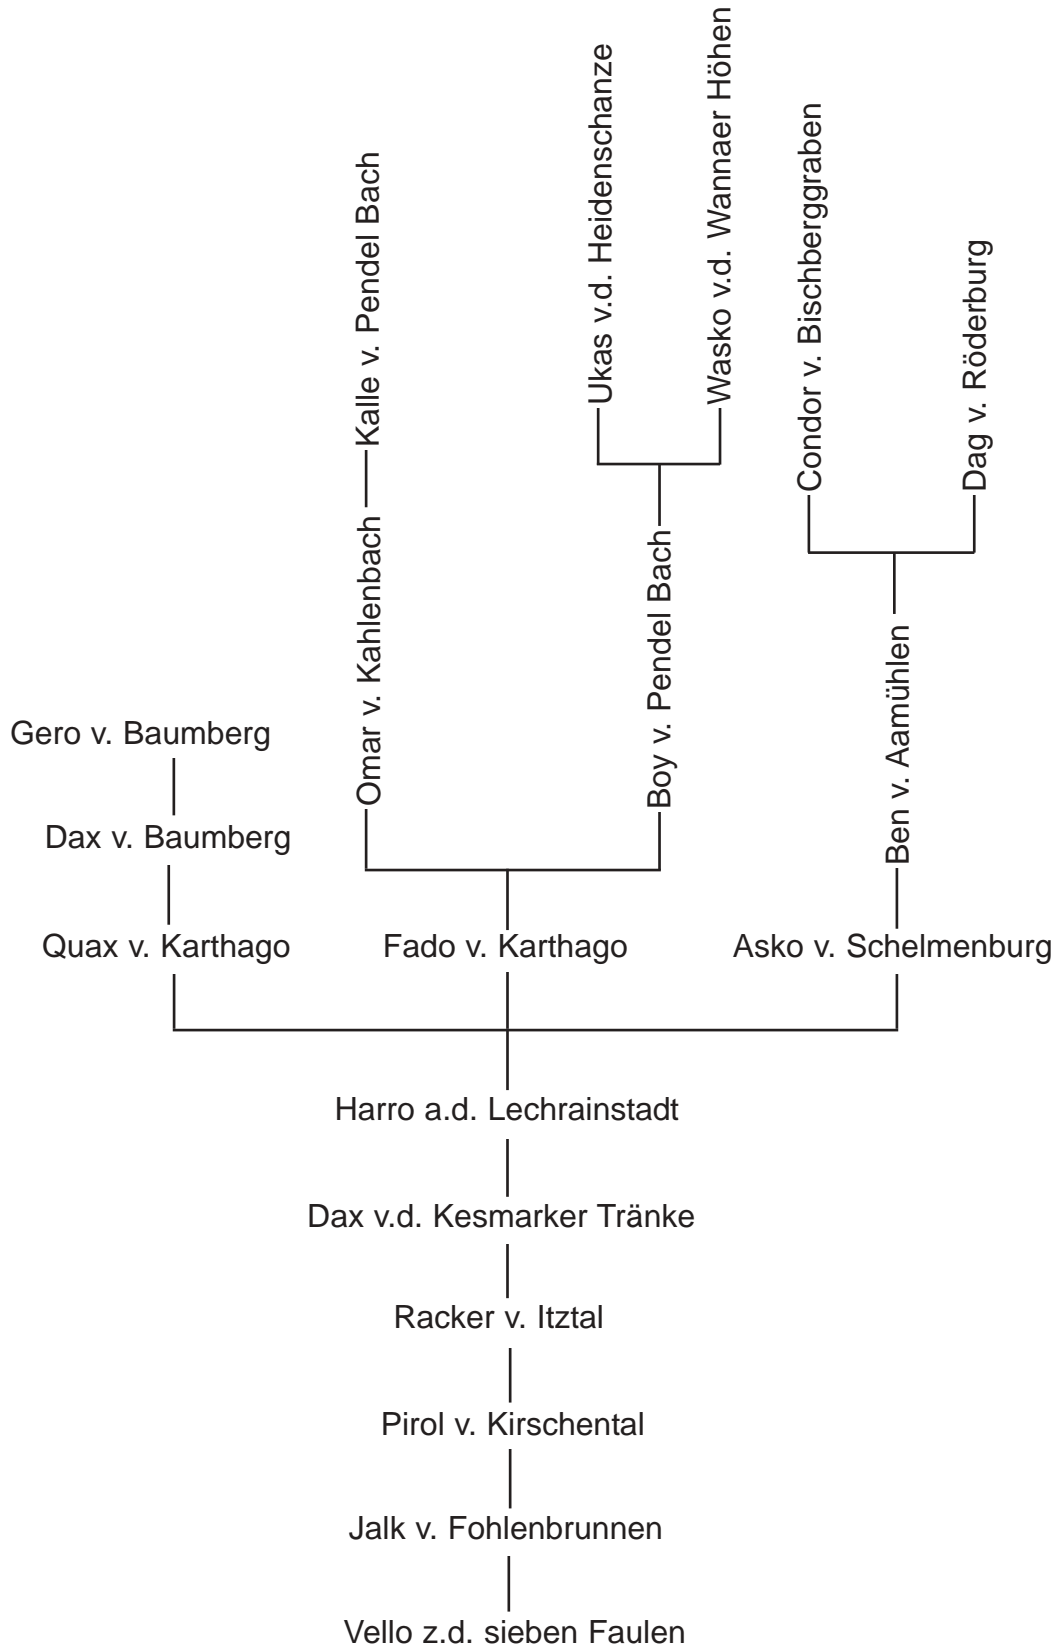 Wasko v.d. Wannaer Höhen
Ukas v.d. Heidenschanze
Condor v. Bischberggraben
Kalle v. Pendel Bach
Dag v. Röderburg
Omar v. Kahlenbach
Boy v. Pendel Bach
Ben v. Aamühlen
Gero v. Baumberg
Dax v. Baumberg
Quax v. Karthago
Fado v. Karthago
Asko v. Schelmenburg
Harro a.d. Lechrainstadt
Dax v.d. Kesmarker Tränke
Racker v. Itztal
Pirol v. Kirschental
Jalk v. Fohlenbrunnen
Vello z.d. sieben Faulen